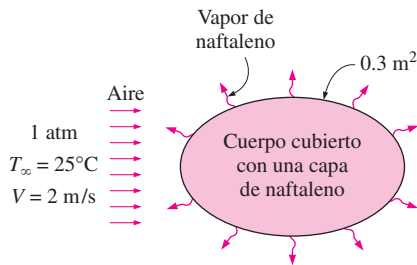 Vapor de
naftaleno
0.3 m²
Aire
1 atm
T∞ = 25°C
V = 2 m/s
Cuerpo cubierto
con una capa
de naftaleno